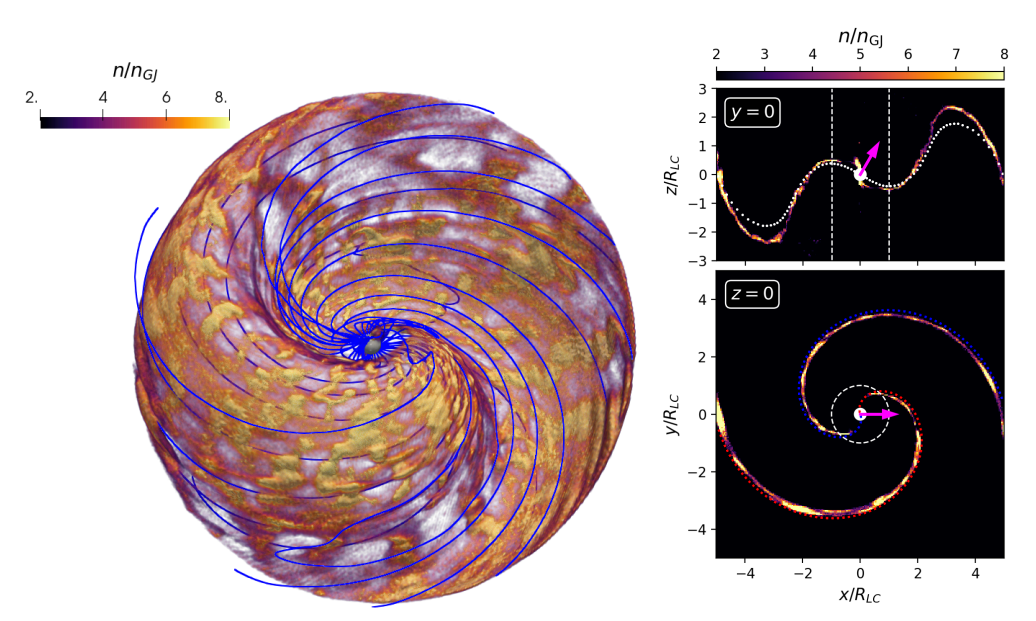 n/n_GJ
2. 4 6 8.
n/n_GJ
2 3 4 5 6 7 8
y = 0
z/R_LC
3
2
1
0
−1
−2
−3
z = 0
y/R_LC
4
2
0
−2
−4
−4 −2 0 2 4
x/R_LC